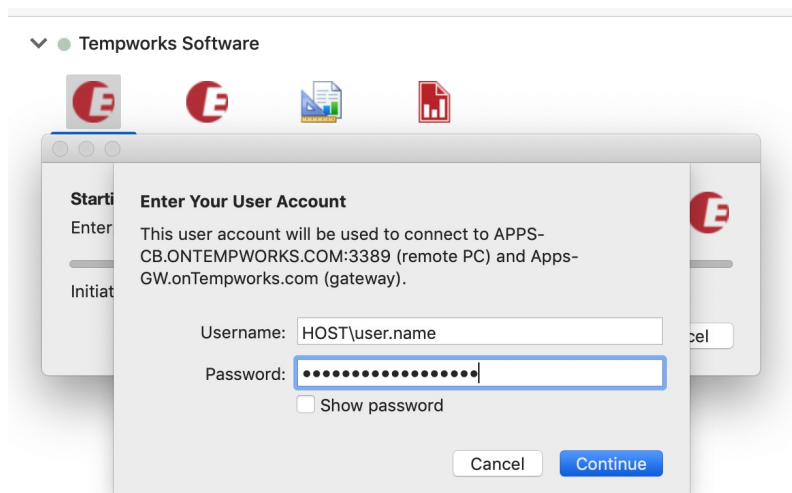 Tempworks Software
Starti
Enter
Initiat
Enter Your User Account
This user account will be used to connect to APPS-
CB.ONTEMPWORKS.COM:3389 (remote PC) and Apps-
GW.onTempworks.com (gateway).
Username: HOST\user.name
Password: ••••••••••••••••••
Show password
cel
Cancel Continue